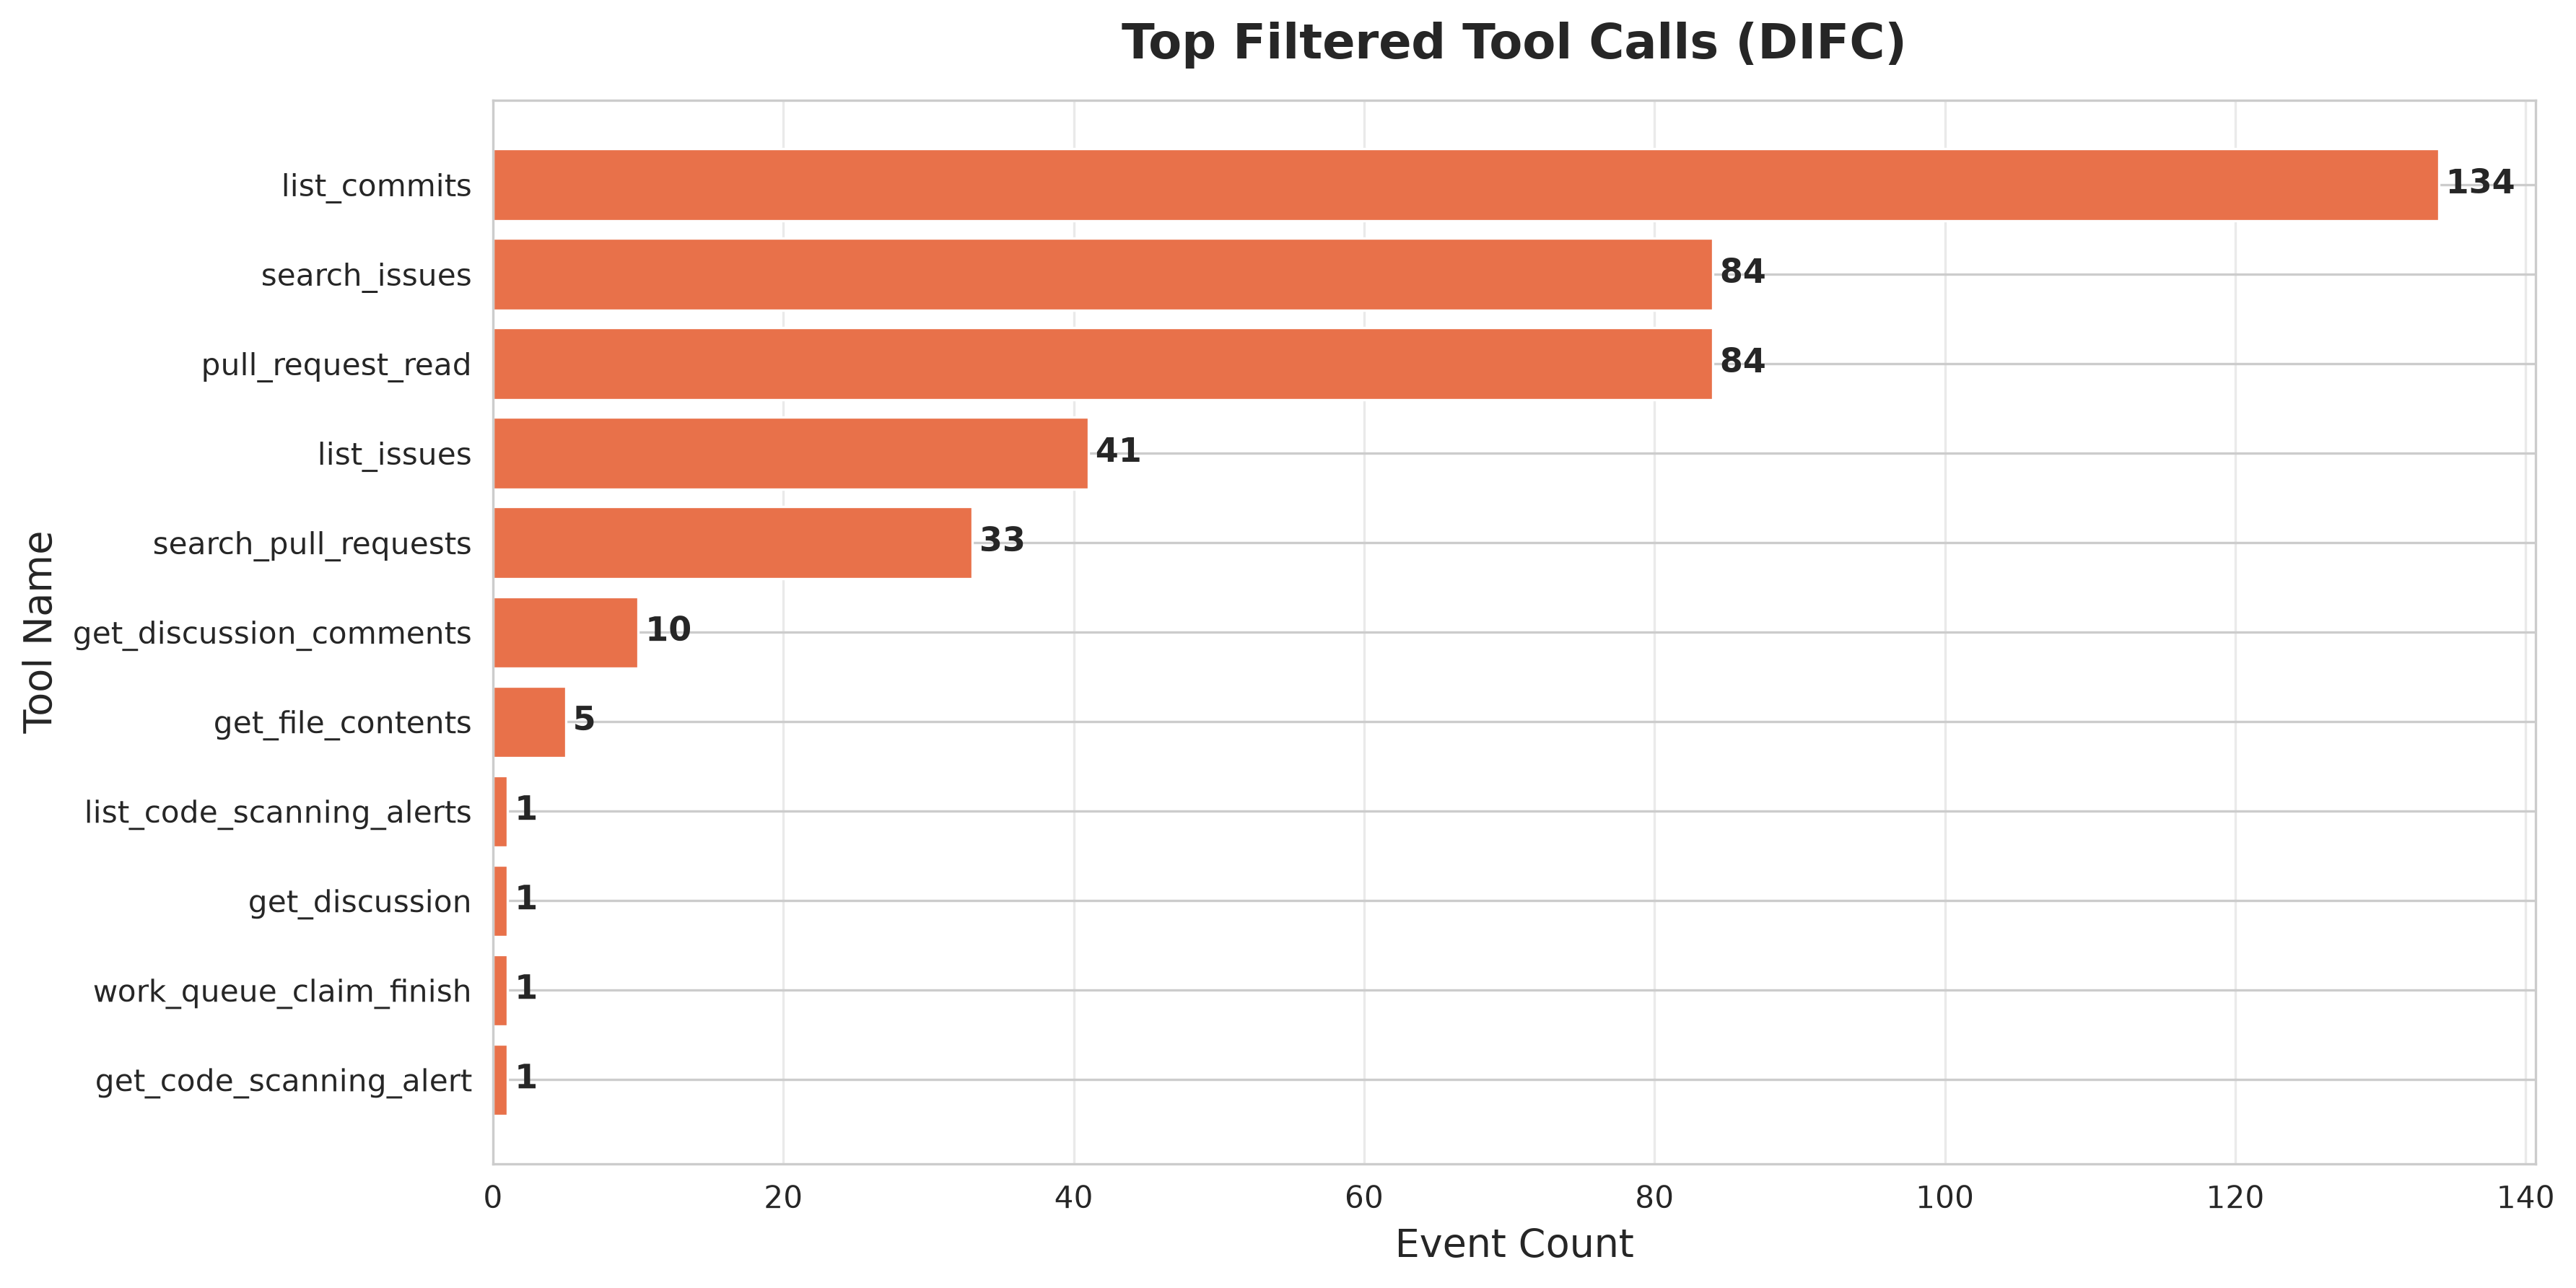 Top Filtered Tool Calls (DIFC)
Tool Name
list_commits 134
search_issues 84
pull_request_read 84
list_issues 41
search_pull_requests 33
get_discussion_comments 10
get_file_contents 5
list_code_scanning_alerts 1
get_discussion 1
work_queue_claim_finish 1
get_code_scanning_alert 1
0 20 40 60 80 100 120 140
Event Count